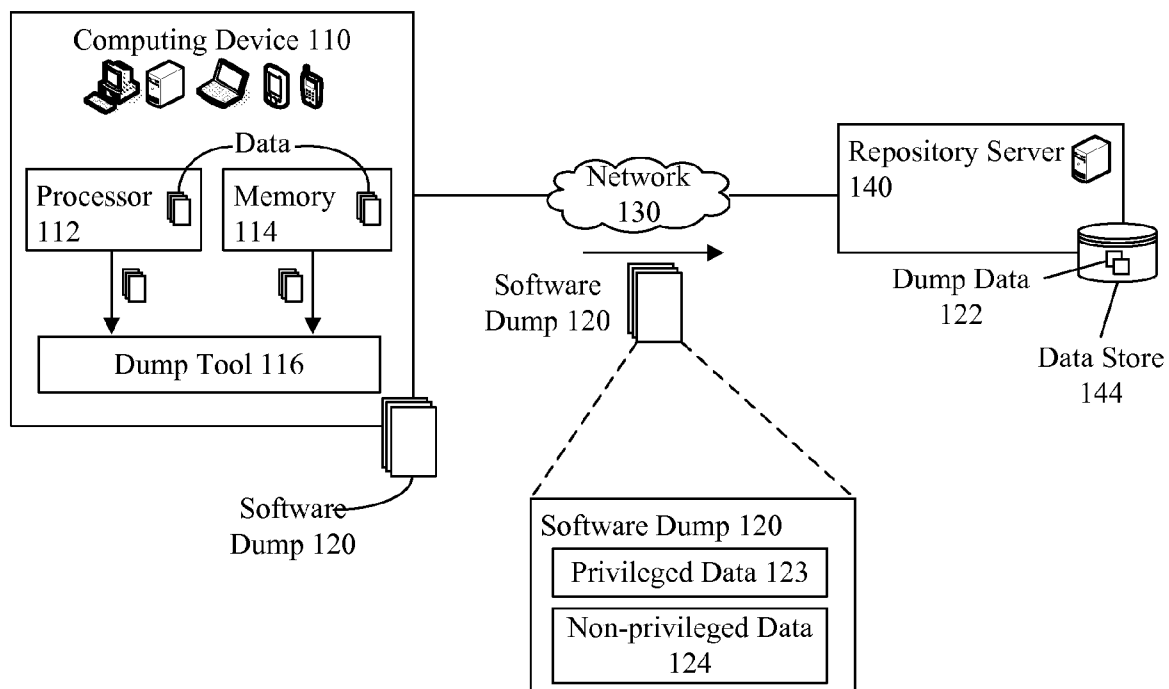 Computing Device 110
Data
Processor
112
Memory
114
Dump Tool 116
Software
Dump 120
Network
130
Software
Dump 120
Repository Server
140
Dump Data
122
Data Store
144
Software Dump 120
Privileged Data 123
Non-privileged Data
124